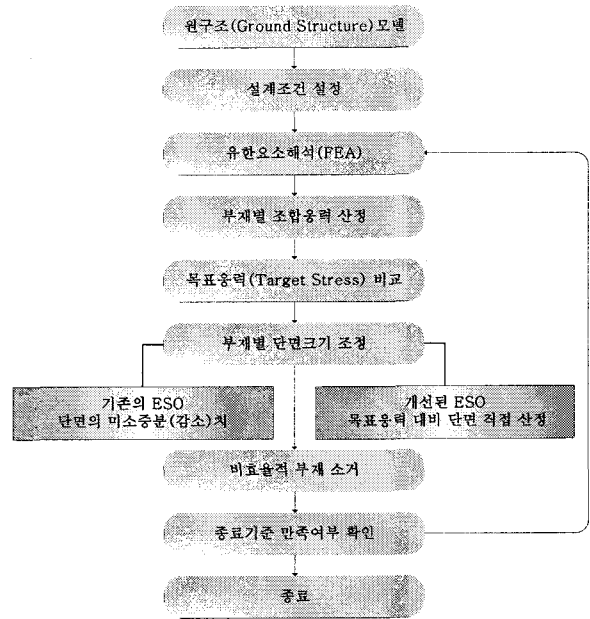 원구조(Ground Structure)모델
설계조건 설정
유한요소해석(FEA)
부재별 조합응력 산정
목표응력(Target Stress) 비교
부재별 단면크기 조정
기존의 ESO
단면의 미소증분(감소)치
개선된 ESO
목표응력 대비 단면 직접 산정
비효율적 부재 소거
종료기준 만족여부 확인
종료